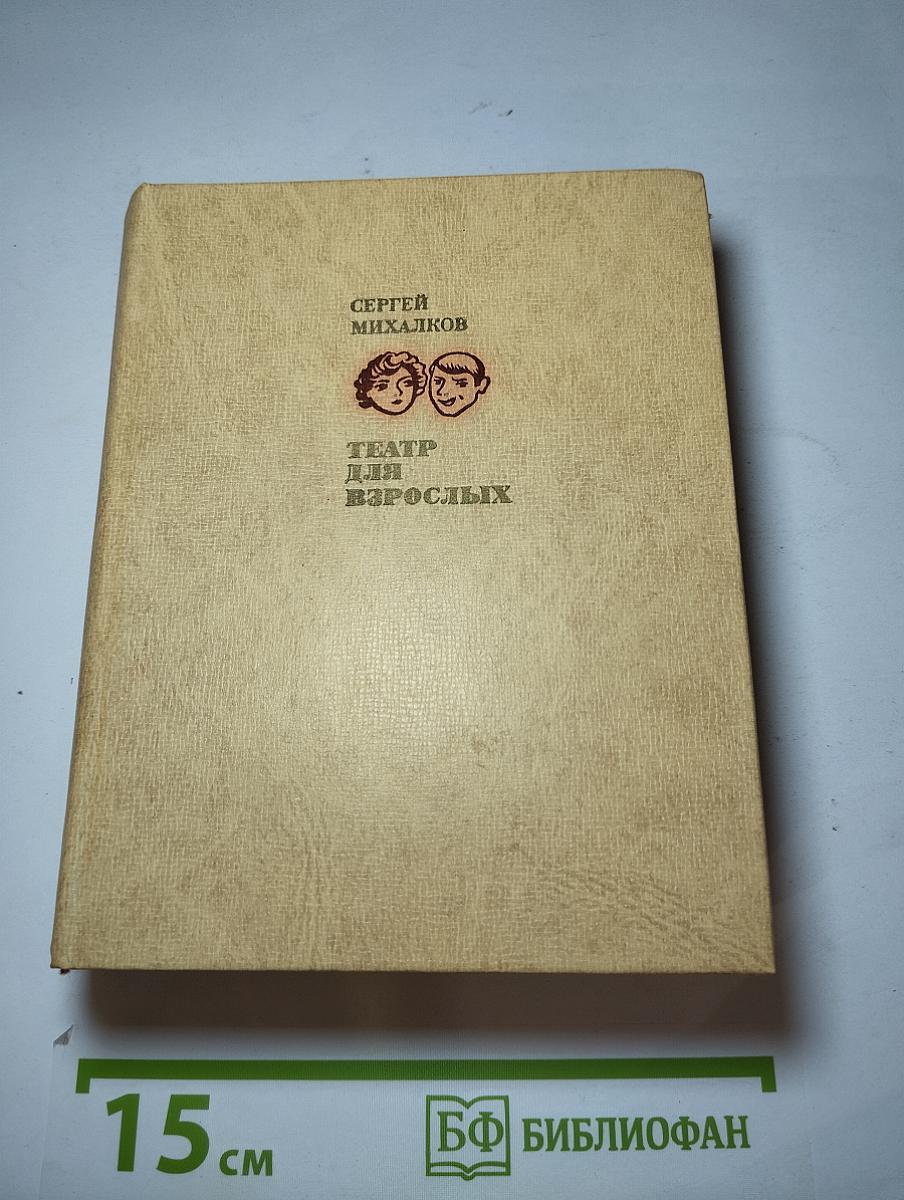 СЕРГЕЙ
МИХАЛКОВ
ТЕАТР
ДЛЯ
ВЗРОСЛЫХ
15 см
БФ БИБЛИОФАН